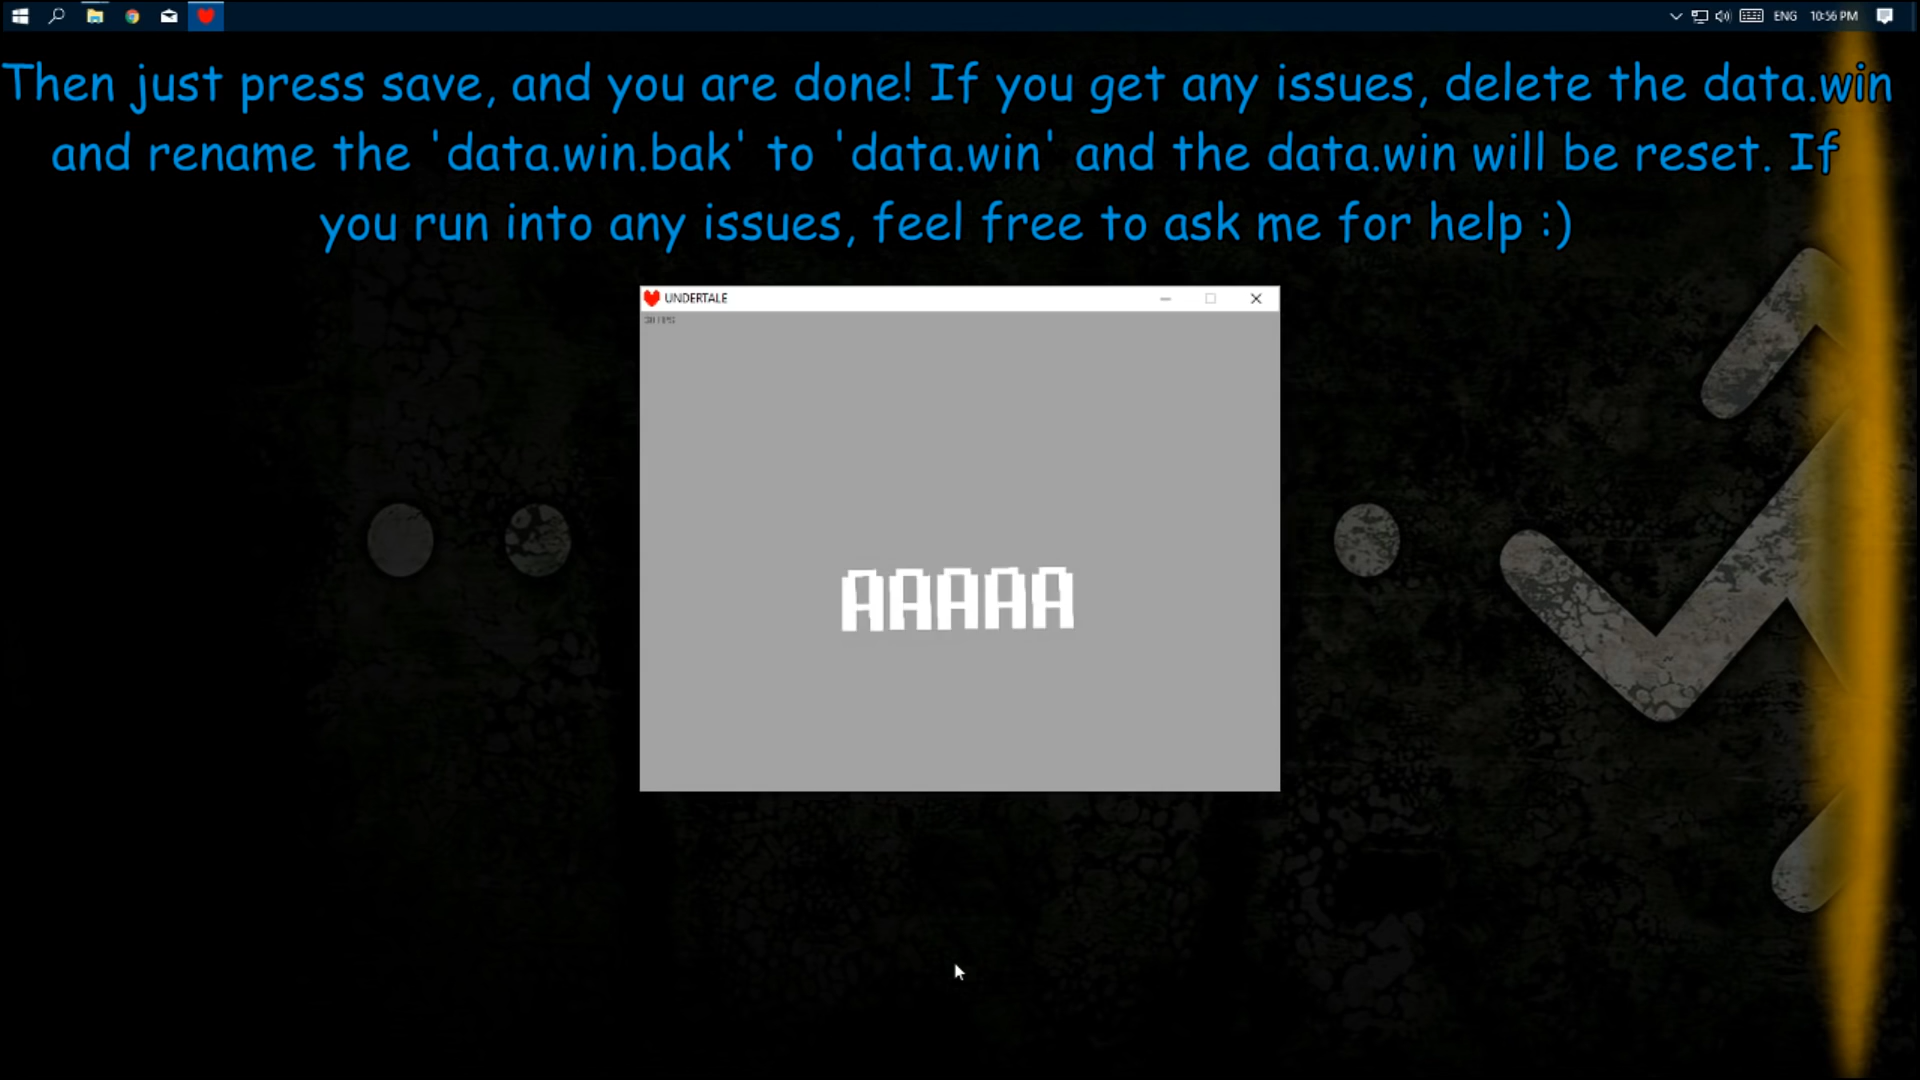 ENG 10:56 PM
Then just press save, and you are done! If you get any issues, delete the data.win
and rename the 'data.win.bak' to 'data.win' and the data.win will be reset. If
you run into any issues, feel free to ask me for help :)
UNDERTALE
AAAAA